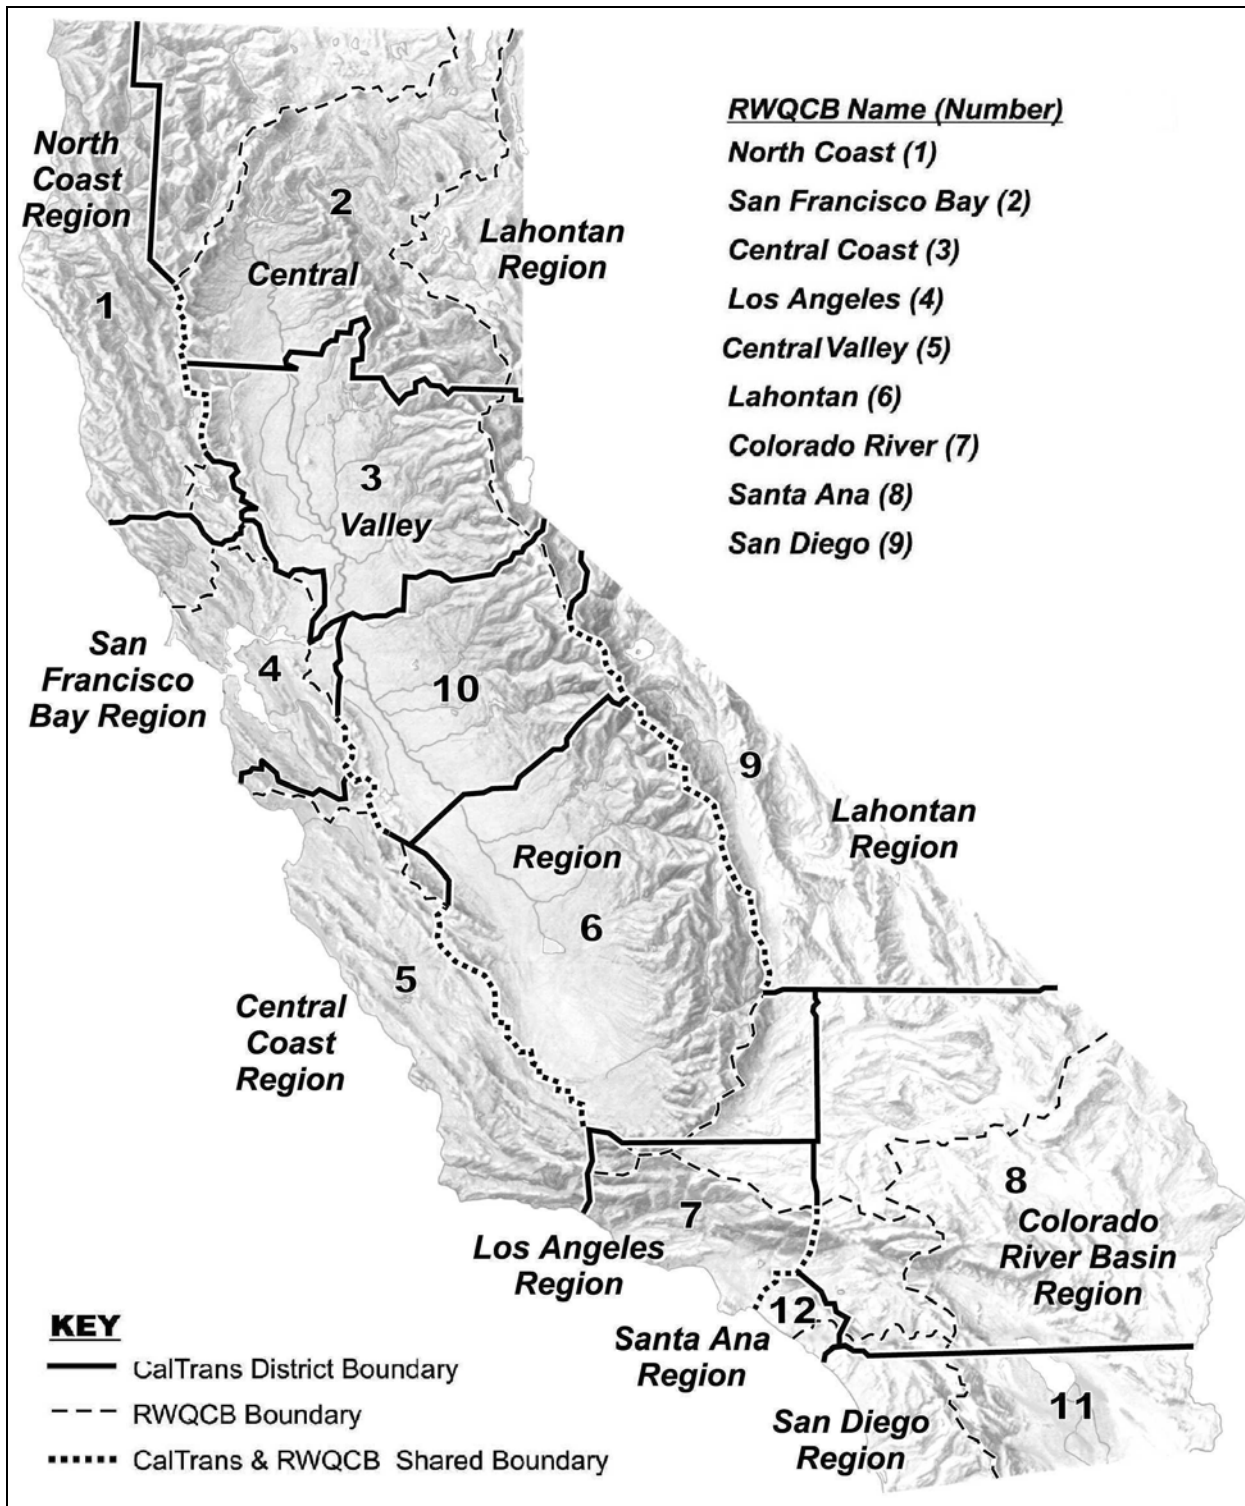 RWQCB Name (Number)
North Coast (1)
San Francisco Bay (2)
Central Coast (3)
Los Angeles (4)
Central Valley (5)
Lahontan (6)
Colorado River (7)
Santa Ana (8)
San Diego (9)
North
Coast
Region
2
Lahontan
Region
Central
1
3
Valley
San
Francisco
Bay Region
4
10
9
Lahontan
Region
Region
6
5
Central
Coast
Region
8
Colorado
River Basin
Region
7
Los Angeles
Region
12
Santa Ana
Region
11
San Diego
Region
KEY
CalTrans District Boundary
RWQCB Boundary
CalTrans & RWQCB Shared Boundary